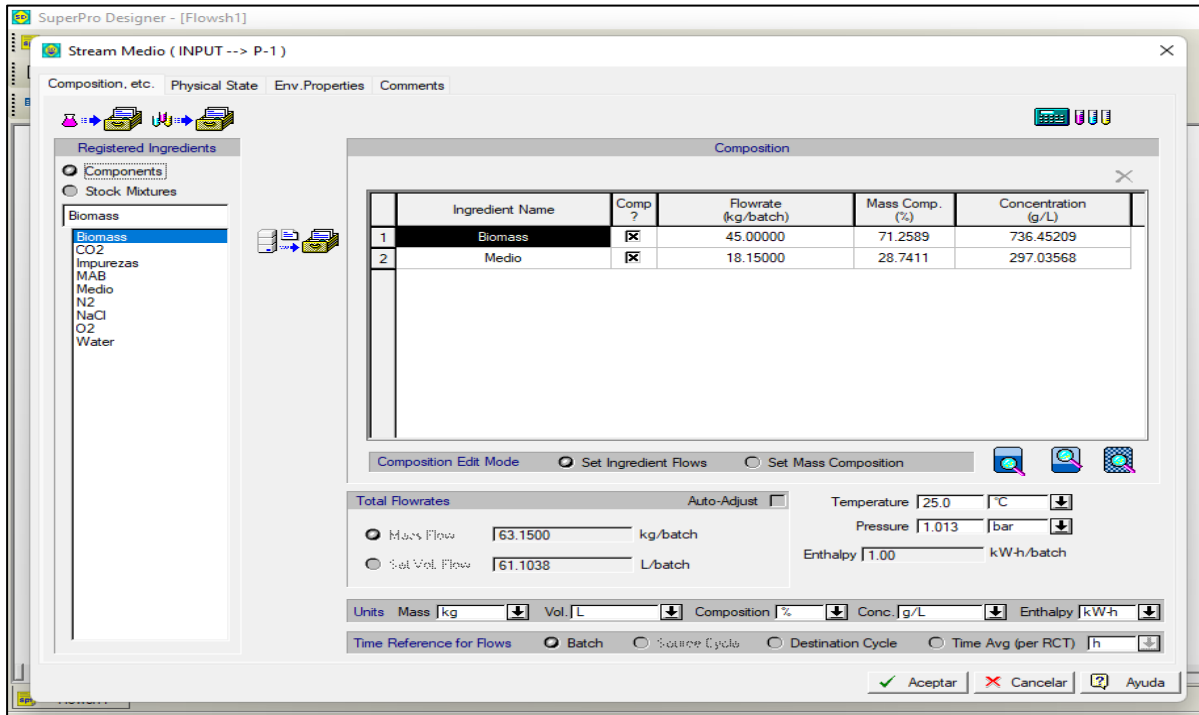 SuperPro Designer - [Flowsh1]
Stream Medio ( INPUT --> P-1 )
Composition, etc. Physical State Env.Properties Comments
Registered Ingredients
Components
Stock Mixtures
Biomass
Biomass
CO2
Impurezas
MAB
Medio
N2
NaCl
O2
Water
Composition
Ingredient Name Comp ? Flowrate (kg/batch) Mass Comp. (%) Concentration (g/L)
1 Biomass 45.00000 71.2589 736.45209
2 Medio 18.15000 28.7411 297.03568
Composition Edit Mode Set Ingredient Flows Set Mass Composition
Total Flowrates Auto-Adjust
Mass Flow 63.1500 kg/batch
Set Vol. Flow 61.1038 L/batch
Temperature 25.0 °C
Pressure 1.013 bar
Enthalpy 1.00 kW-h/batch
Units Mass kg Vol. L Composition % Conc. g/L Enthalpy kW-h
Time Reference for Flows Batch Source Cycle Destination Cycle Time Avg (per RCT) h
Aceptar Cancelar Ayuda